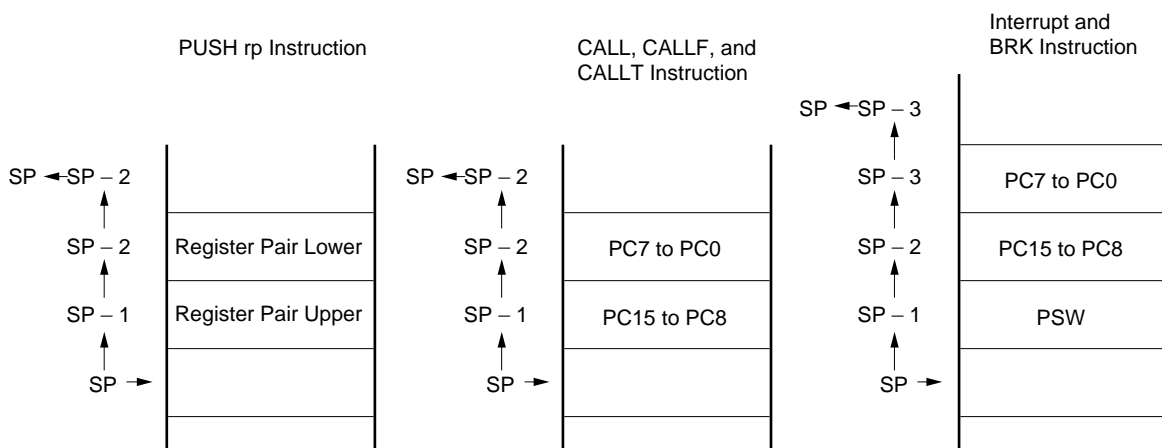 PUSH rp Instruction
SP SP – 2
SP – 2 Register Pair Lower
SP – 1 Register Pair Upper
SP
CALL, CALLF, and
CALLT Instruction
SP SP – 2
SP – 2 PC7 to PC0
SP – 1 PC15 to PC8
SP
Interrupt and
BRK Instruction
SP SP – 3
SP – 3 PC7 to PC0
SP – 2 PC15 to PC8
SP – 1 PSW
SP